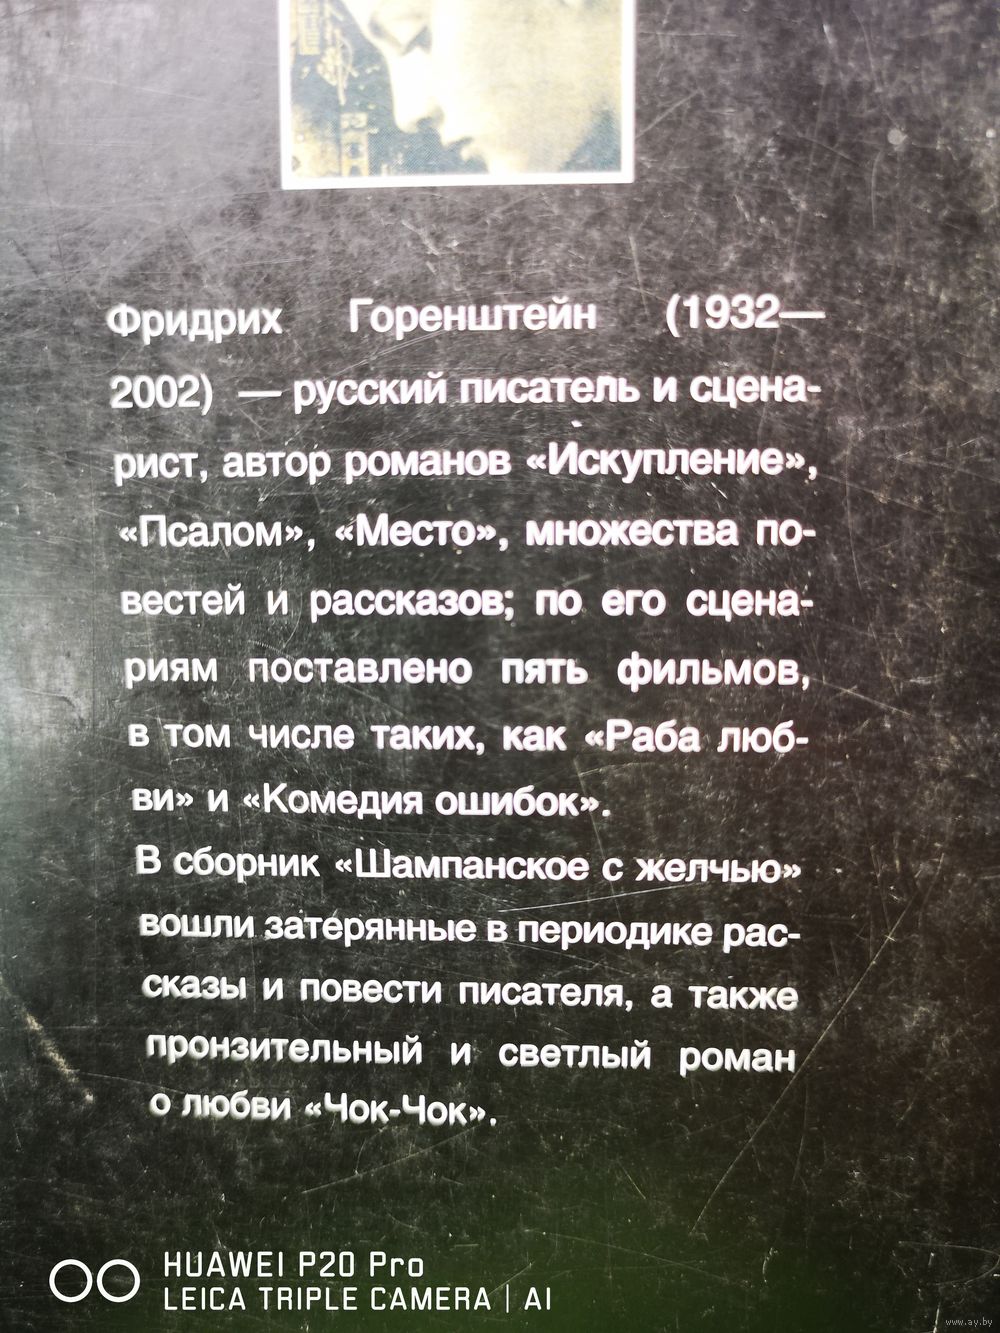 Фридрих Горенштейн (1932—
2002) — русский писатель и сцена-
рист, автор романов «Искупление»,
«Псалом», «Место», множества по-
вестей и рассказов; по его сцена-
риям поставлено пять фильмов,
в том числе таких, как «Раба люб-
ви» и «Комедия ошибок».
В сборник «Шампанское с желчью»
вошли затерянные в периодике рас-
сказы и повести писателя, а также
пронзительный и светлый роман
о любви «Чок-Чок».
HUAWEI P20 Pro
LEICA TRIPLE CAMERA | AI
www.ay.by